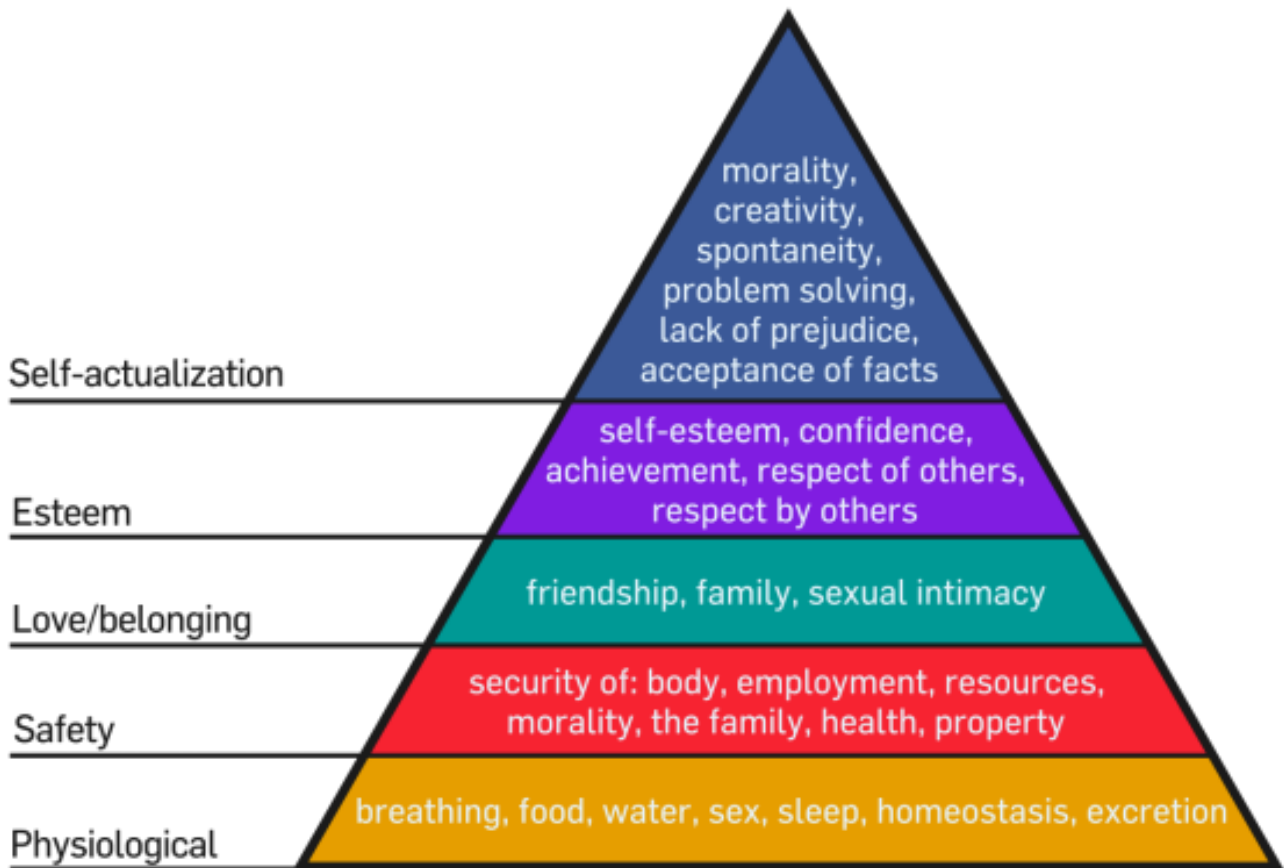 morality,
creativity,
spontaneity,
problem solving,
lack of prejudice,
acceptance of facts
Self-actualization
self-esteem, confidence,
achievement, respect of others,
respect by others
Esteem
friendship, family, sexual intimacy
Love/belonging
security of: body, employment, resources,
morality, the family, health, property
Safety
breathing, food, water, sex, sleep, homeostasis, excretion
Physiological